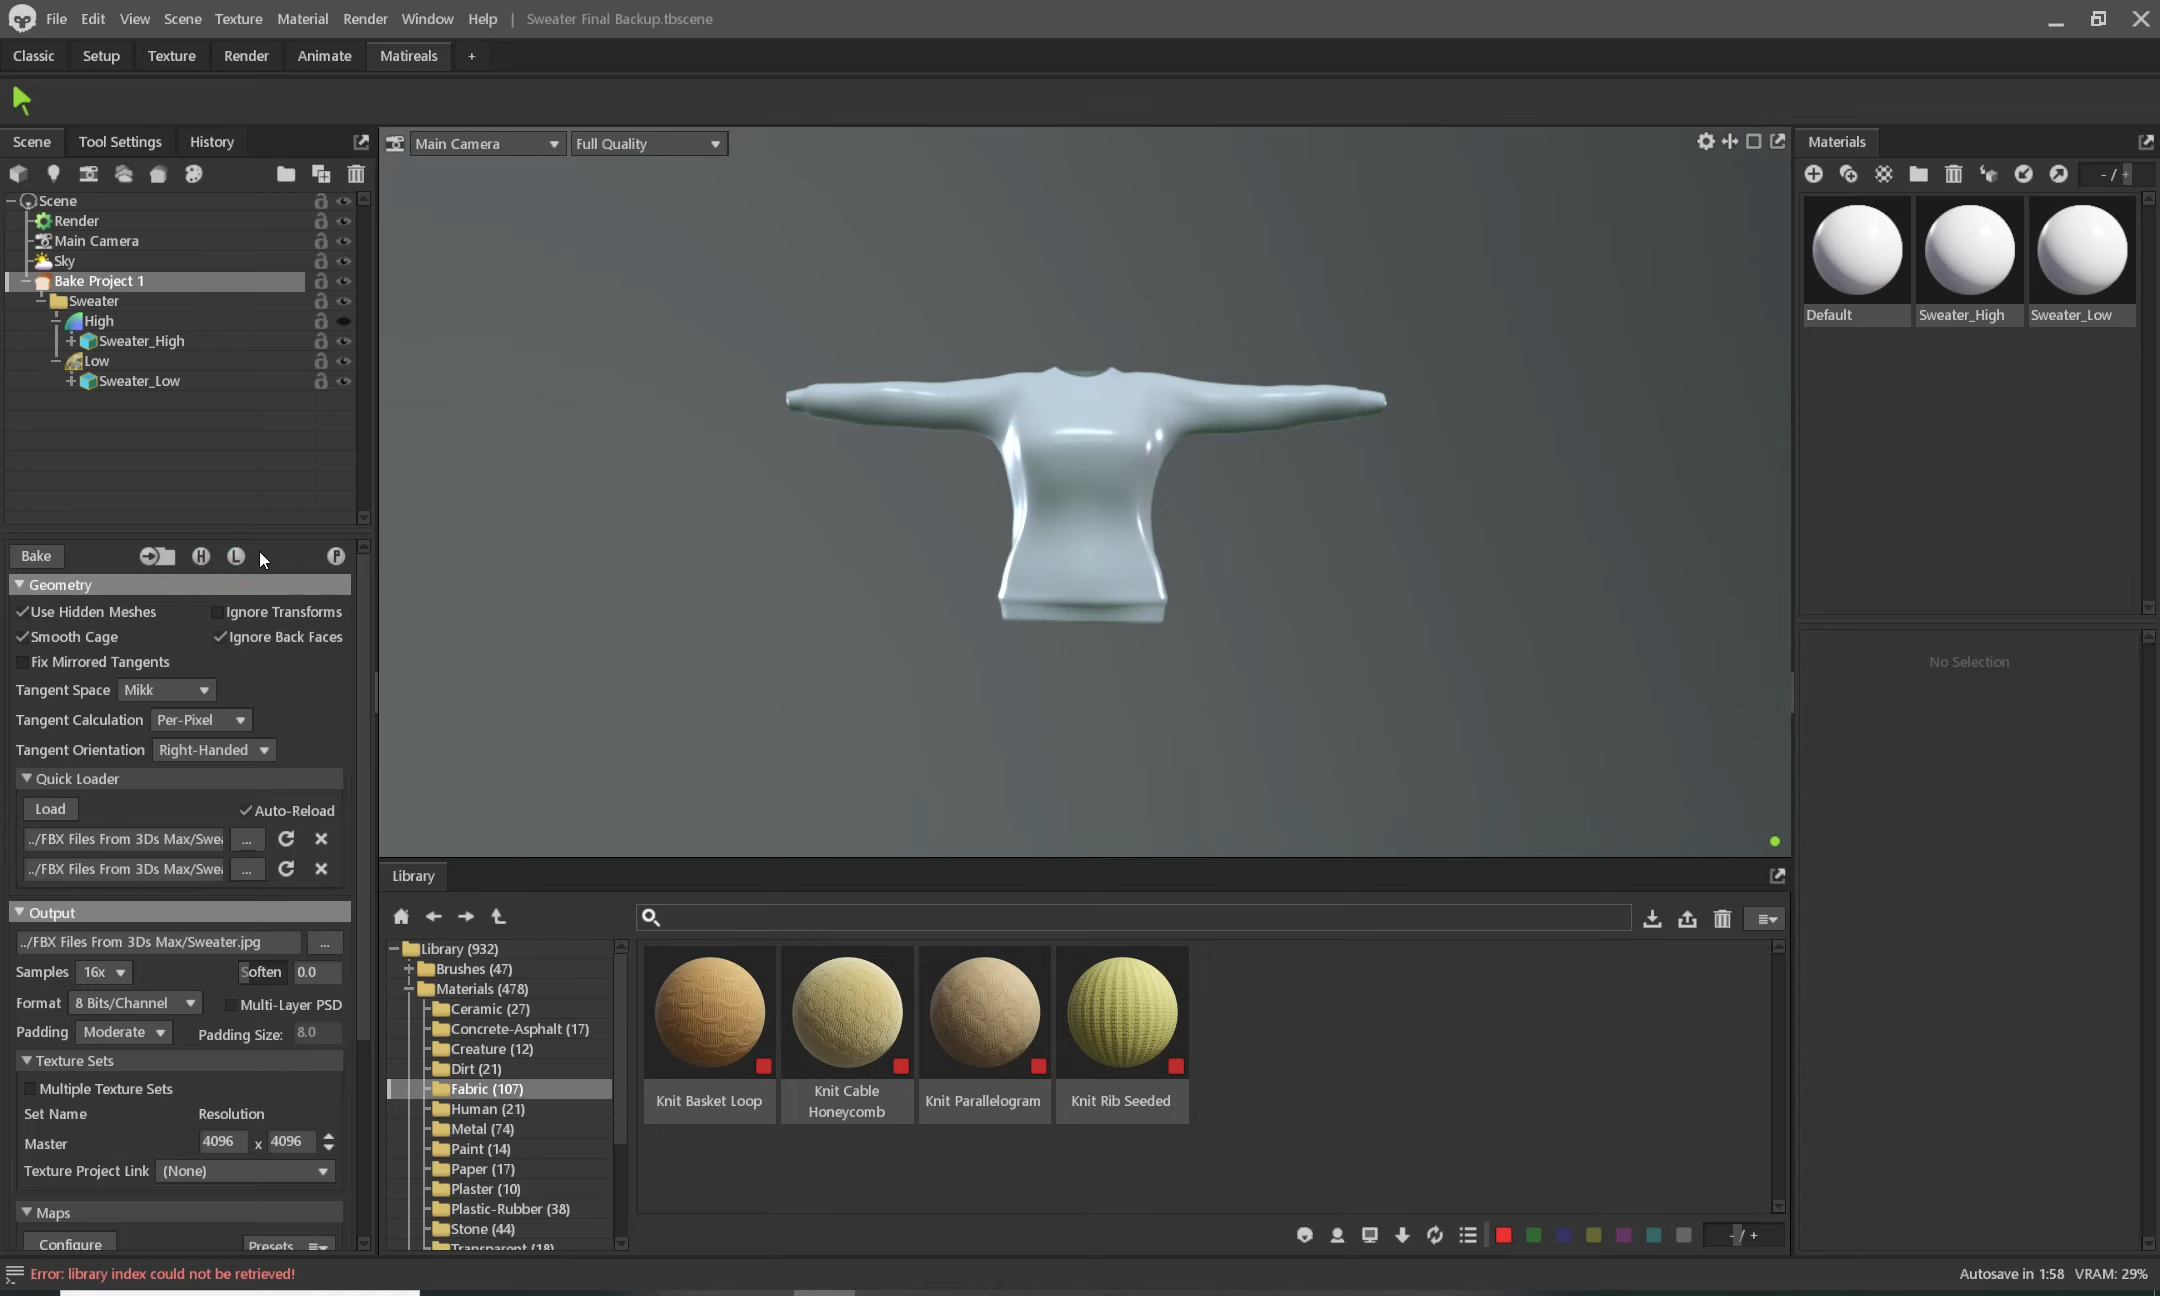 File Edit View Scene Texture Material Render Window Help | Sweater Final Backup.tbscene
Classic Setup Texture Render Animate Matireals +
Scene Tool Settings History
Scene
Render
Main Camera
Sky
Bake Project 1
Sweater
High
Sweater_High
Low
Sweater_Low
Bake H L P
Geometry
Use Hidden Meshes Ignore Transforms
Smooth Cage Ignore Back Faces
Fix Mirrored Tangents
Tangent Space Mikk
Tangent Calculation Per-Pixel
Tangent Orientation Right-Handed
Quick Loader
Load Auto-Reload
../FBX Files From 3Ds Max/Swea ...
../FBX Files From 3Ds Max/Swea ...
Output
../FBX Files From 3Ds Max/Sweater.jpg ...
Samples 16x Soften 0.0
Format 8 Bits/Channel Multi-Layer PSD
Padding Moderate Padding Size: 8.0
Texture Sets
Multiple Texture Sets
Set Name Resolution
Master 4096 x 4096
Texture Project Link (None)
Maps
Configure Presets
Main Camera Full Quality
Library
Library (932)
Brushes (47)
Materials (478)
Ceramic (27)
Concrete-Asphalt (17)
Creature (12)
Dirt (21)
Fabric (107)
Human (21)
Metal (74)
Paint (14)
Paper (17)
Plaster (10)
Plastic-Rubber (38)
Stone (44)
Transparent (18)
Knit Basket Loop
Knit Cable
Honeycomb
Knit Parallelogram
Knit Rib Seeded
- / +
Materials
- / +
Default Sweater_High Sweater_Low
No Selection
Error: library index could not be retrieved!
Autosave in 1:58 VRAM: 29%